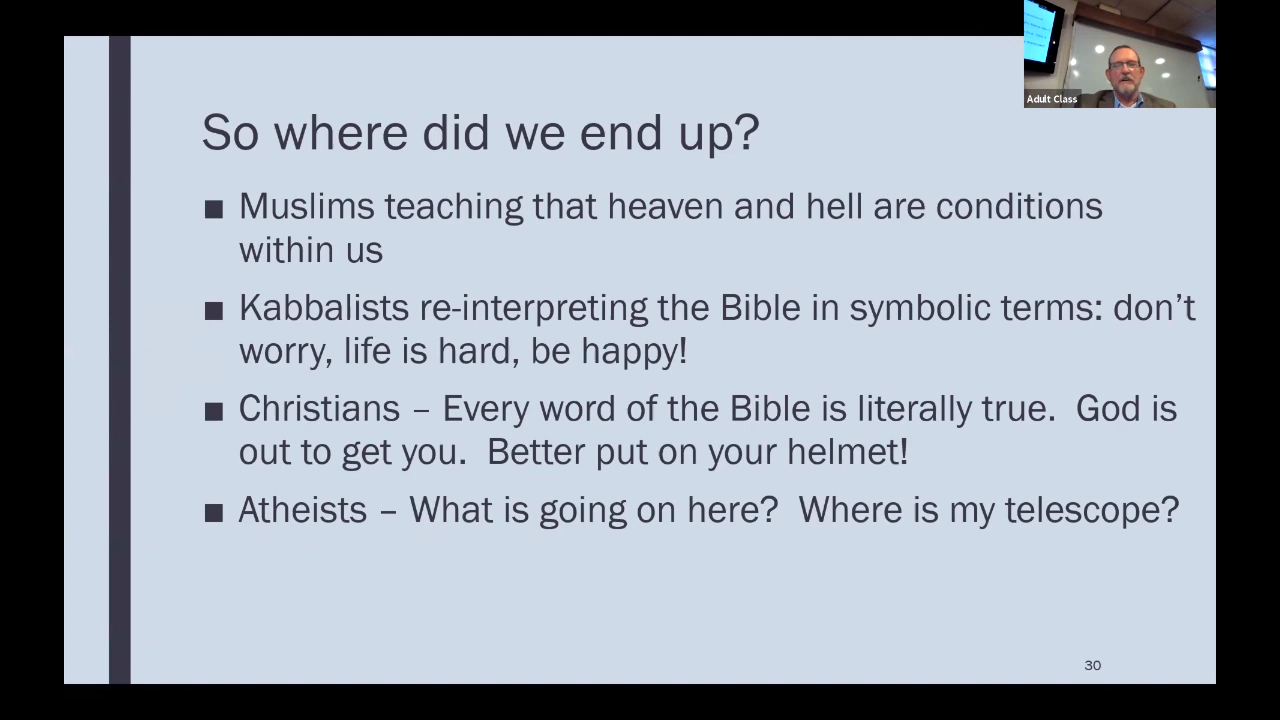 Adult Class
So where did we end up?
■ Muslims teaching that heaven and hell are conditions
within us
■ Kabbalists re-interpreting the Bible in symbolic terms: don’t
worry, life is hard, be happy!
■ Christians – Every word of the Bible is literally true.  God is
out to get you.  Better put on your helmet!
■ Atheists – What is going on here?  Where is my telescope?
30